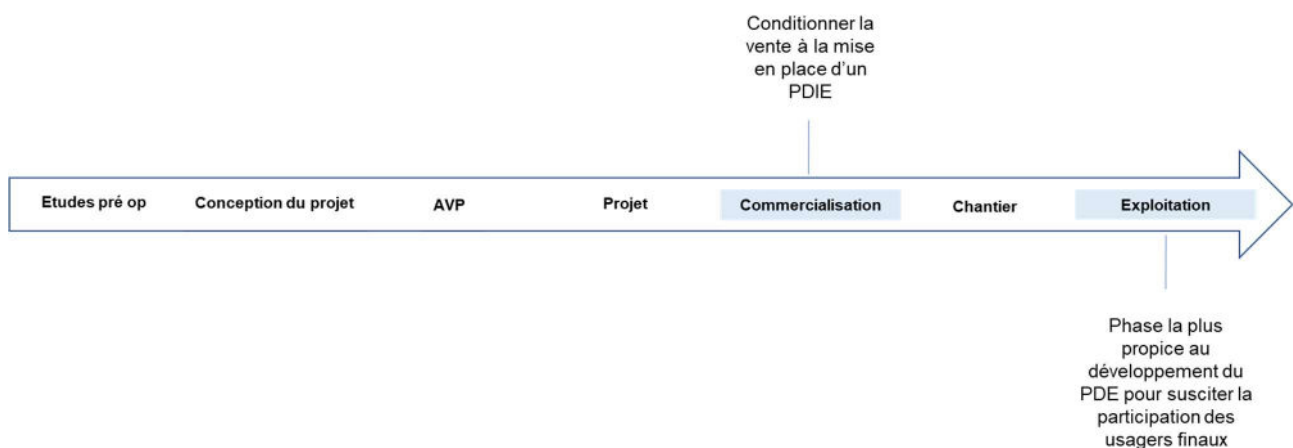 Conditionner la
vente à la mise
en place d'un
PDIE
Etudes pré op
Conception du projet
AVP
Projet
Commercialisation
Chantier
Exploitation
Phase la plus
propice au
développement du
PDE pour susciter la
participation des
usagers finaux